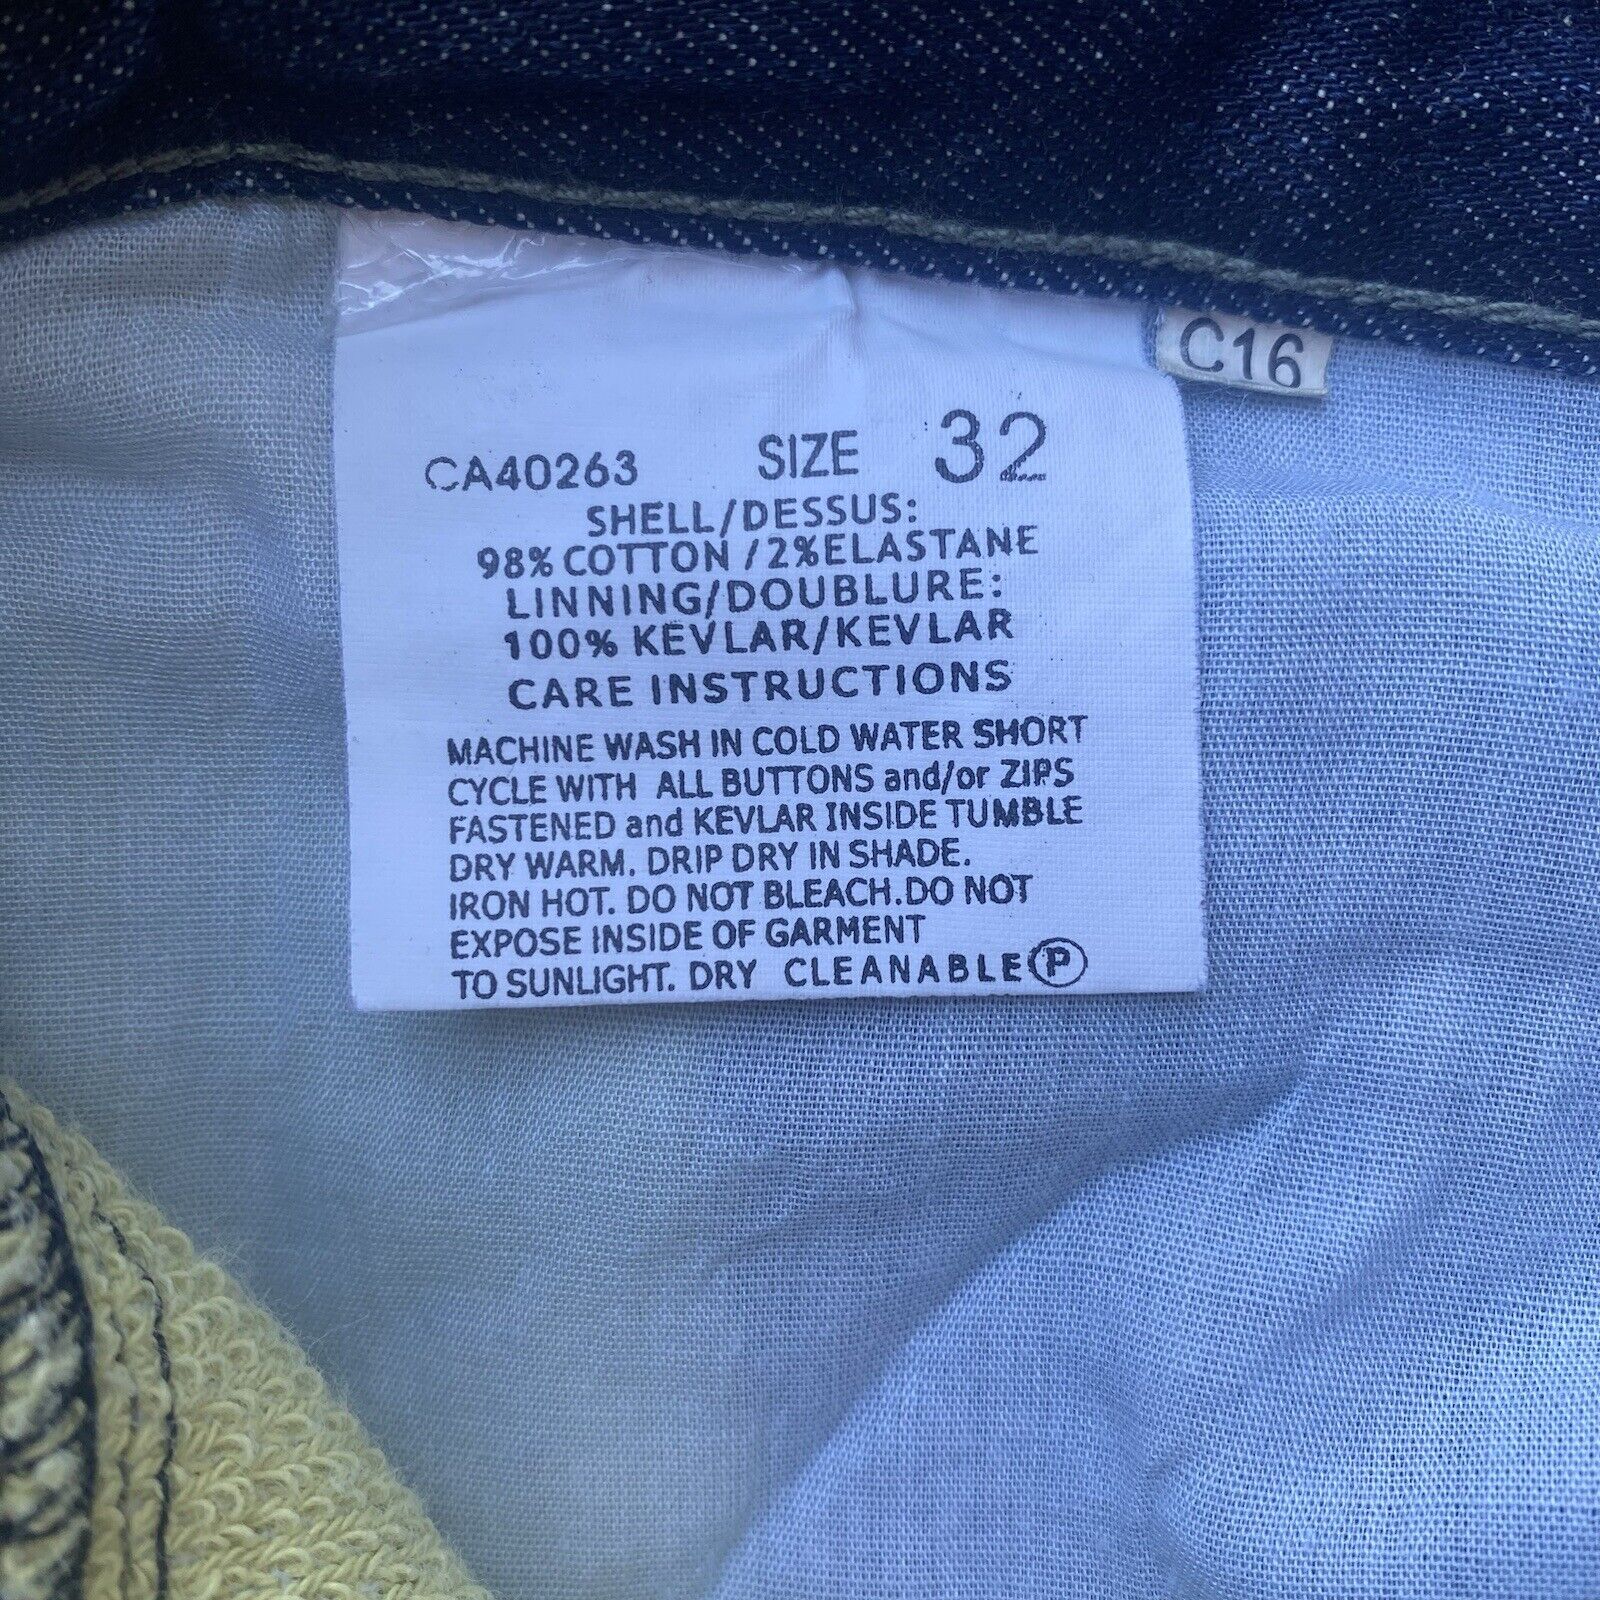 C16
CA40263 SIZE 32
SHELL/DESSUS:
98% COTTON /2%ELASTANE
LINNING/DOUBLURE:
100% KEVLAR/KEVLAR
CARE INSTRUCTIONS
MACHINE WASH IN COLD WATER SHORT
CYCLE WITH ALL BUTTONS and/or ZIPS
FASTENED and KEVLAR INSIDE TUMBLE
DRY WARM. DRIP DRY IN SHADE.
IRON HOT. DO NOT BLEACH.DO NOT
EXPOSE INSIDE OF GARMENT
TO SUNLIGHT. DRY CLEANABLE Ⓟ